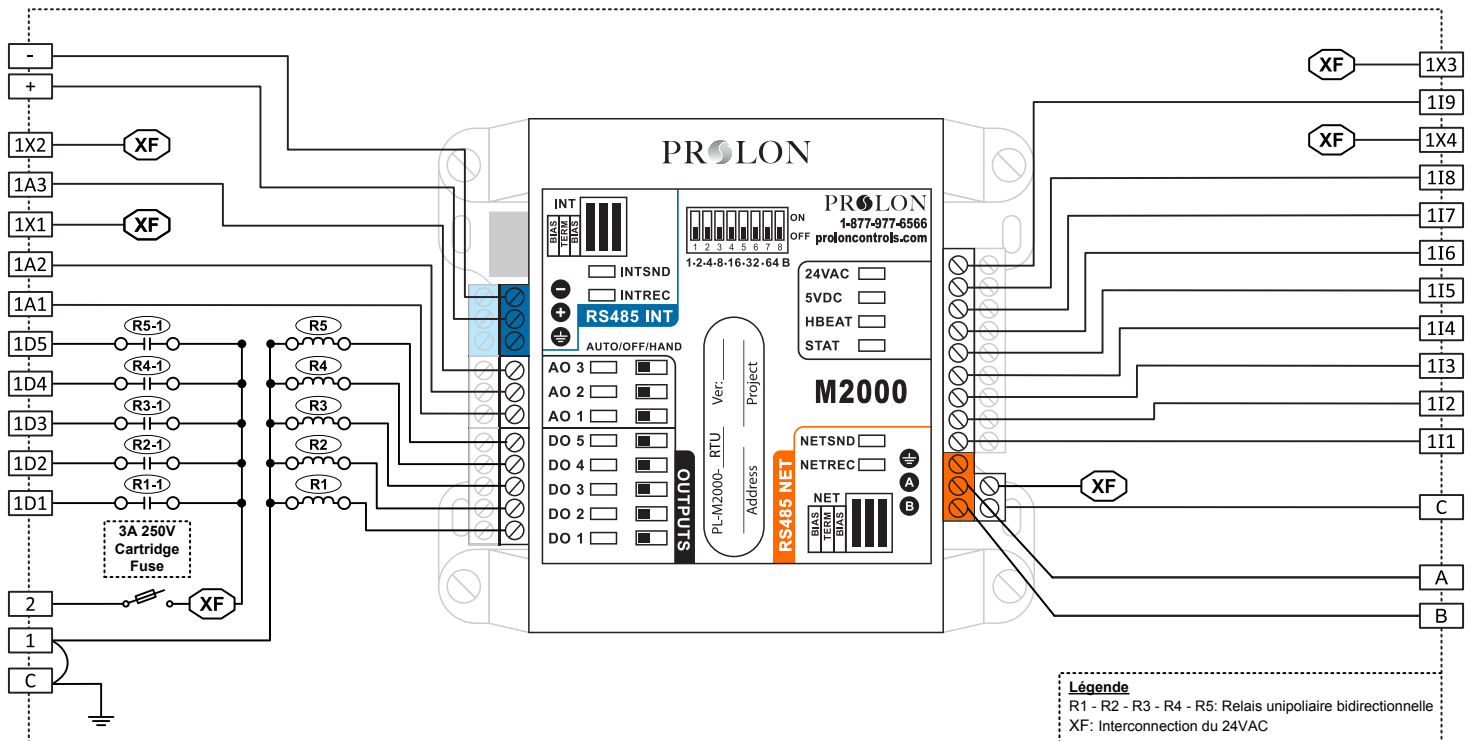 -
+
1X2
XF
1A3
1X1
XF
1A2
1A1
1D5
R5-1
R5
1D4
R4-1
R4
1D3
R3-1
R3
1D2
R2-1
R2
1D1
R1-1
R1
3A 250V
Cartridge
Fuse
2
XF
1
C
PROLON
INT
BIAS
TERM
BIAS
INTSND
INTREC
RS485 INT
ON
OFF
1 2 3 4 5 6 7 8
1·2·4·8·16·32·64 B
PROLON
1-877-977-6566
proloncontrols.com
24VAC
5VDC
HBEAT
STAT
AUTO/OFF/HAND
AO 3
AO 2
AO 1
DO 5
DO 4
DO 3
DO 2
DO 1
OUTPUTS
PL-M2000-___RTU Ver:____
Address____ Project
M2000
NETSND
NETREC
A
B
NET
BIAS
TERM
BIAS
RS485 NET
XF
1X3
1I9
XF
1X4
1I8
1I7
1I6
1I5
1I4
1I3
1I2
1I1
XF
C
A
B
Légende
R1 - R2 - R3 - R4 - R5: Relais unipoliaire bidirectionnelle
XF: Interconnection du 24VAC